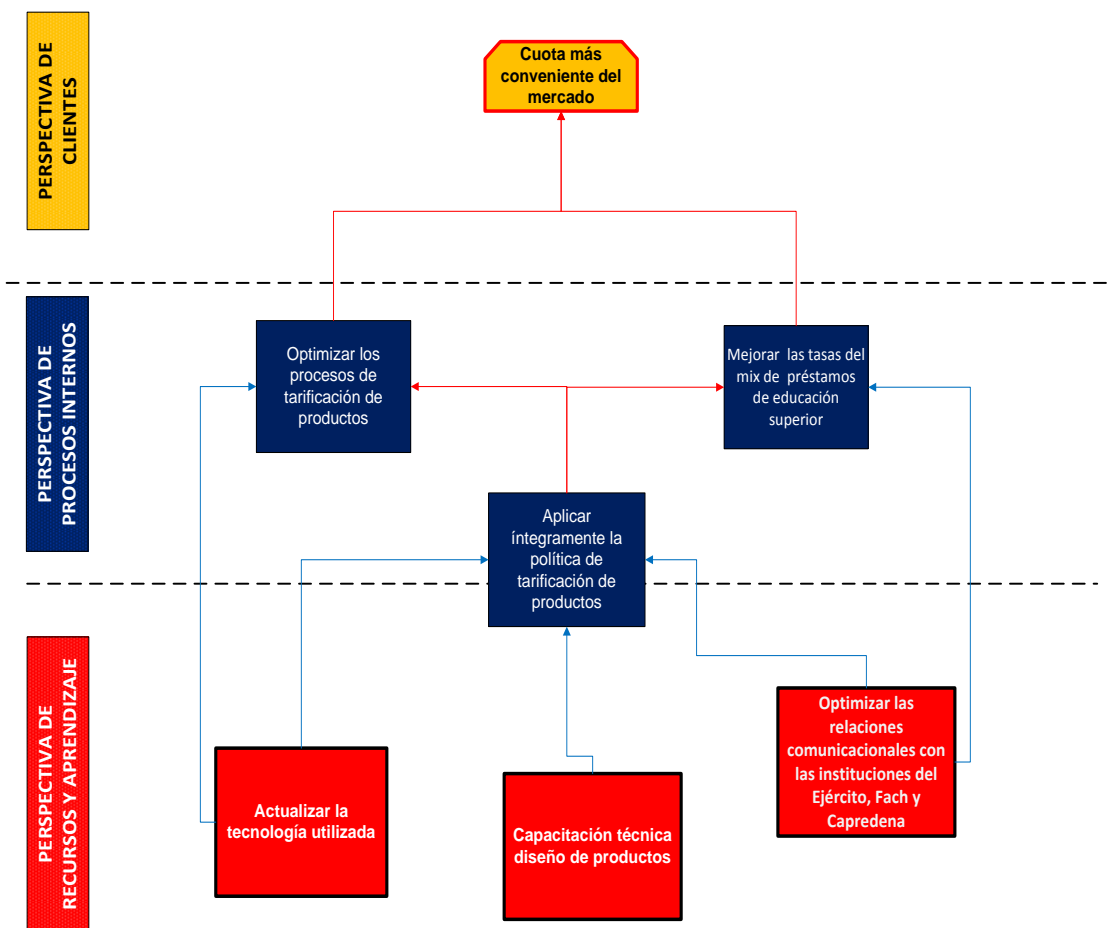 PERSPECTIVA DE
CLIENTES
Cuota más
conveniente del
mercado
PERSPECTIVA DE
PROCESOS INTERNOS
Optimizar los
procesos de
tarificación de
productos
Mejorar las tasas del
mix de préstamos
de educación
superior
Aplicar
íntegramente la
política de
tarificación de
productos
PERSPECTIVA DE
RECURSOS Y APRENDIZAJE
Actualizar la
tecnología utilizada
Capacitación técnica
diseño de productos
Optimizar las
relaciones
comunicacionales con
las instituciones del
Ejército, Fach y
Capredena